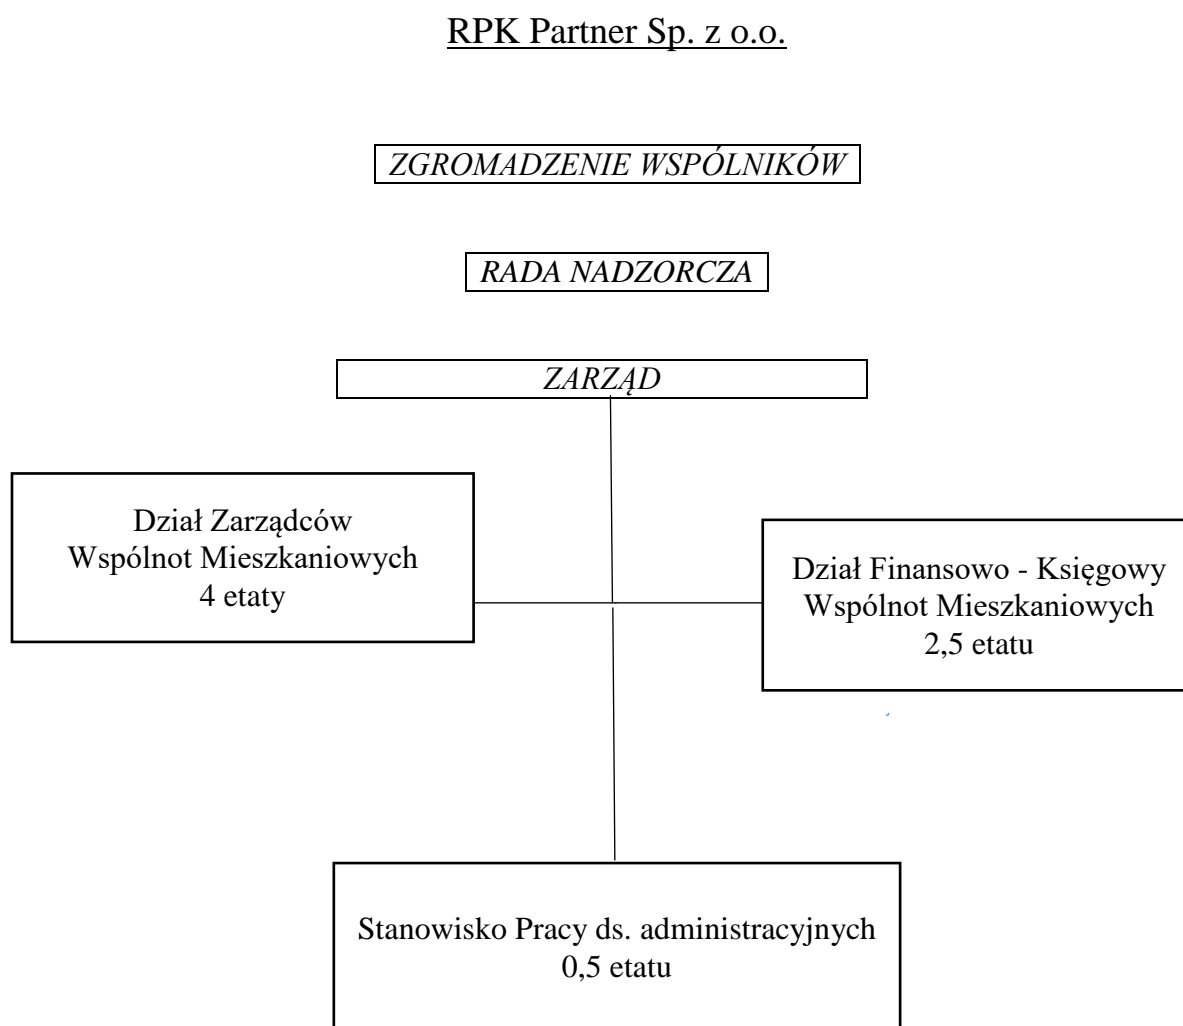 RPK Partner Sp. z o.o.
ZGROMADZENIE WSPÓLNIKÓW
RADA NADZORCZA
ZARZĄD
Dział Zarządców
Wspólnot Mieszkaniowych
4 etaty
Dział Finansowo - Księgowy
Wspólnot Mieszkaniowych
2,5 etatu
Stanowisko Pracy ds. administracyjnych
0,5 etatu